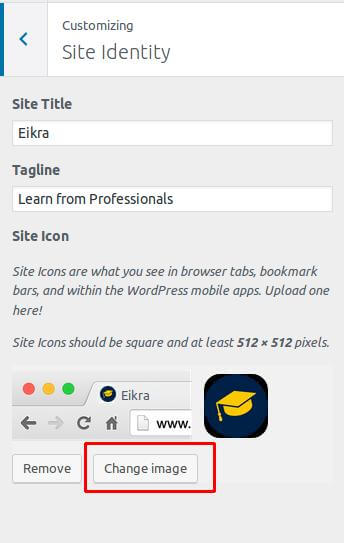 Customizing
Site Identity
Site Title
Eikra
Tagline
Learn from Professionals
Site Icon
Site Icons are what you see in browser tabs, bookmark
bars, and within the WordPress mobile apps. Upload one
here!
Site Icons should be square and at least 512 × 512 pixels.
Eikra
www.
Remove
Change image